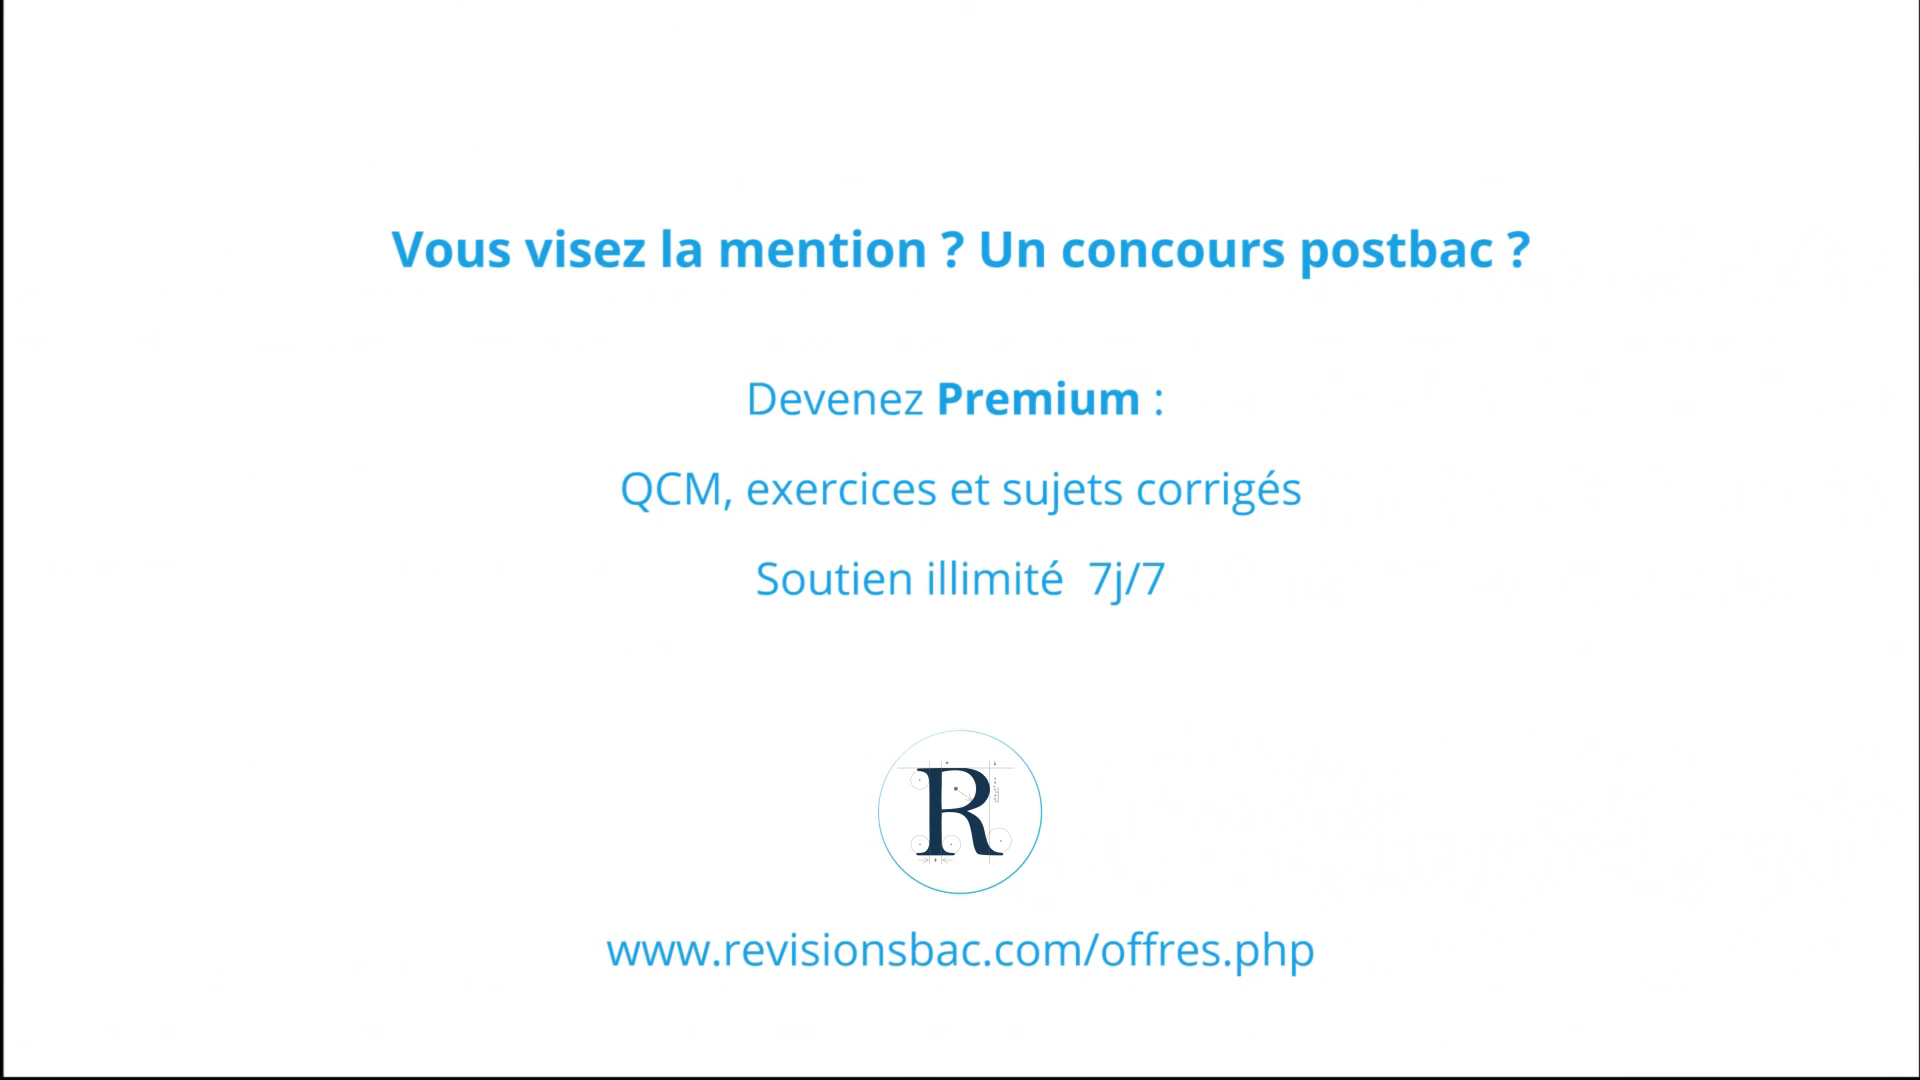 Vous visez la mention ? Un concours postbac ?
Devenez Premium :
QCM, exercices et sujets corrigés
Soutien illimité 7j/7
R
www.revisionsbac.com/offres.php